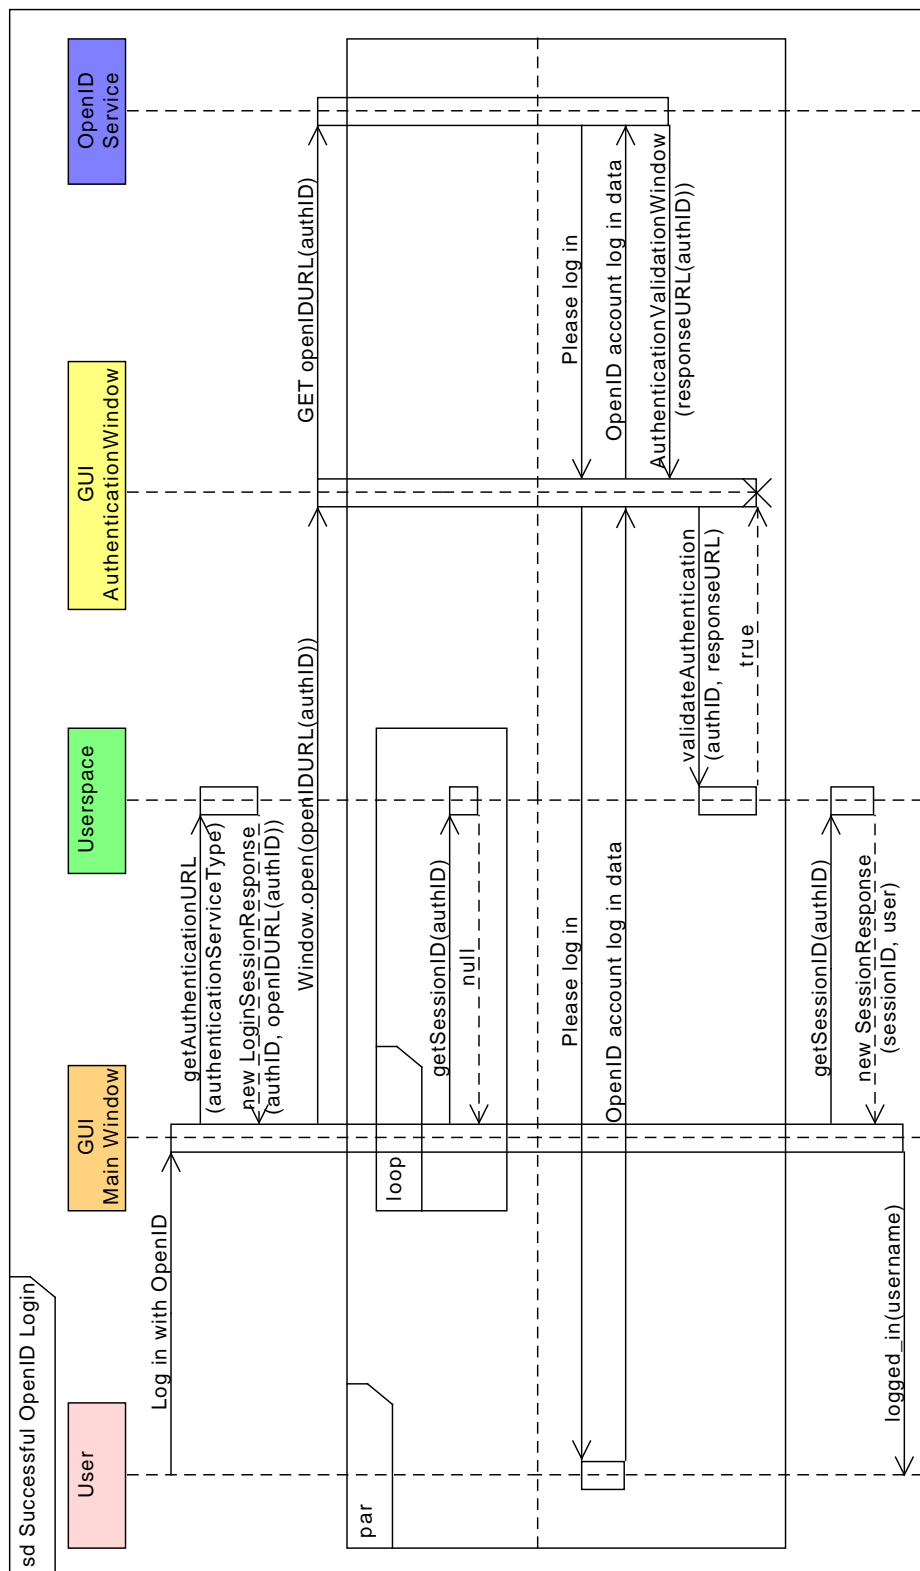 sd Successful OpenID Login
User
GUI
Main Window
Userspace
GUI
AuthenticationWindow
OpenID
Service
Log in with OpenID
getAuthenticationURL
(authenticationServiceType)
new LoginSessionResponse
(authID, openIDURL(authID))
Window.open(openIDURL(authID))
GET openIDURL(authID)
par
loop
getSessionID(authID)
null
Please log in
Please log in
OpenID account log in data
OpenID account log in data
AuthenticationValidationWindow
(responseURL(authID))
validateAuthentication
(authID, responseURL)
true
getSessionID(authID)
new SessionResponse
(sessionID, user)
logged_in(username)